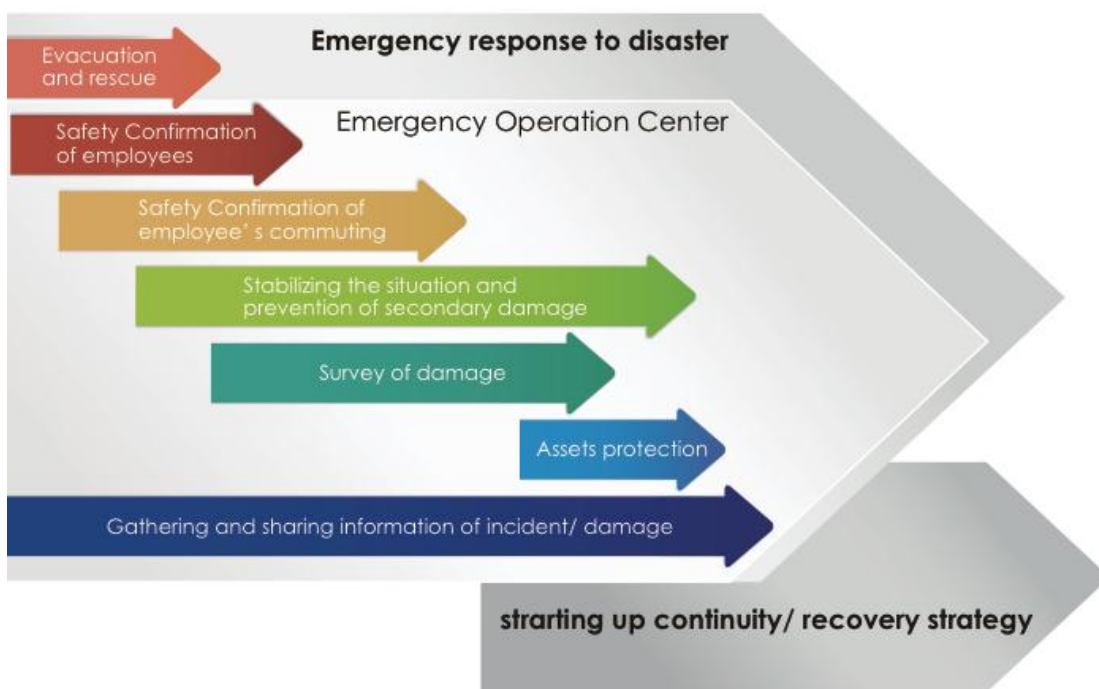 Emergency response to disaster
Evacuation
and rescue
Emergency Operation Center
Safety Confirmation
of employees
Safety Confirmation of
employee' s commuting
Stabilizing the situation and
prevention of secondary damage
Survey of damage
Assets protection
Gathering and sharing information of incident/ damage
strarting up continuity/ recovery strategy